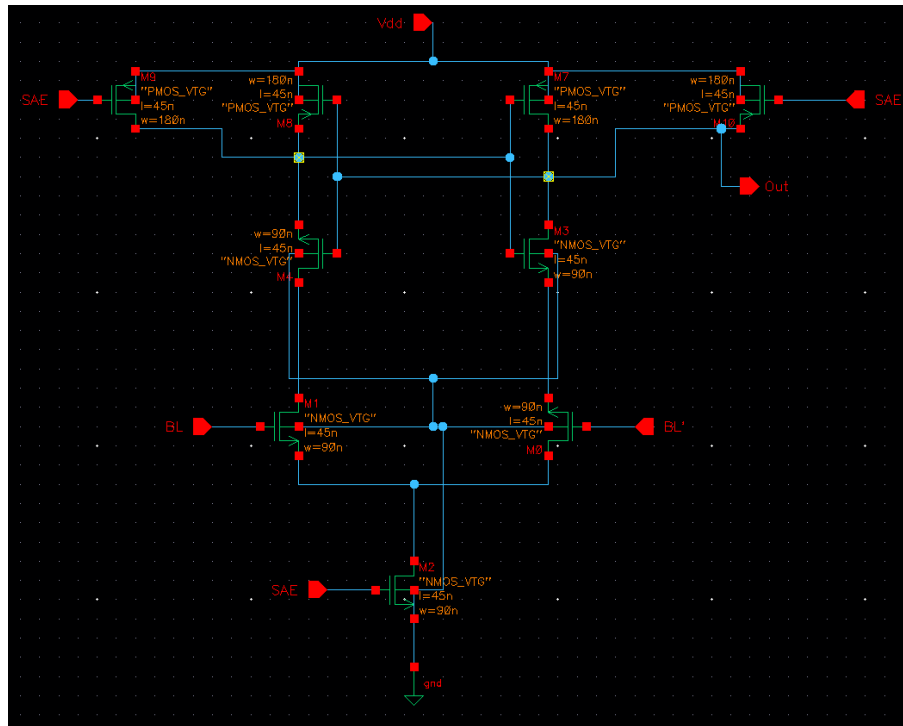 Vdd
M9
"PMOS_VTG"
l=45n
w=180n
SAE
w=180n
l=45n
"PMOS_VTG"
M8
M7
"PMOS_VTG"
l=45n
w=180n
w=180n
l=45n
"PMOS_VTG"
M10
SAE
Out
w=90n
l=45n
"NMOS_VTG"
M4
M3
"NMOS_VTG"
l=45n
w=90n
BL
M1
"NMOS_VTG"
l=45n
w=90n
w=90n
l=45n
"NMOS_VTG"
M0
BL'
SAE
M2
"NMOS_VTG"
l=45n
w=90n
gnd